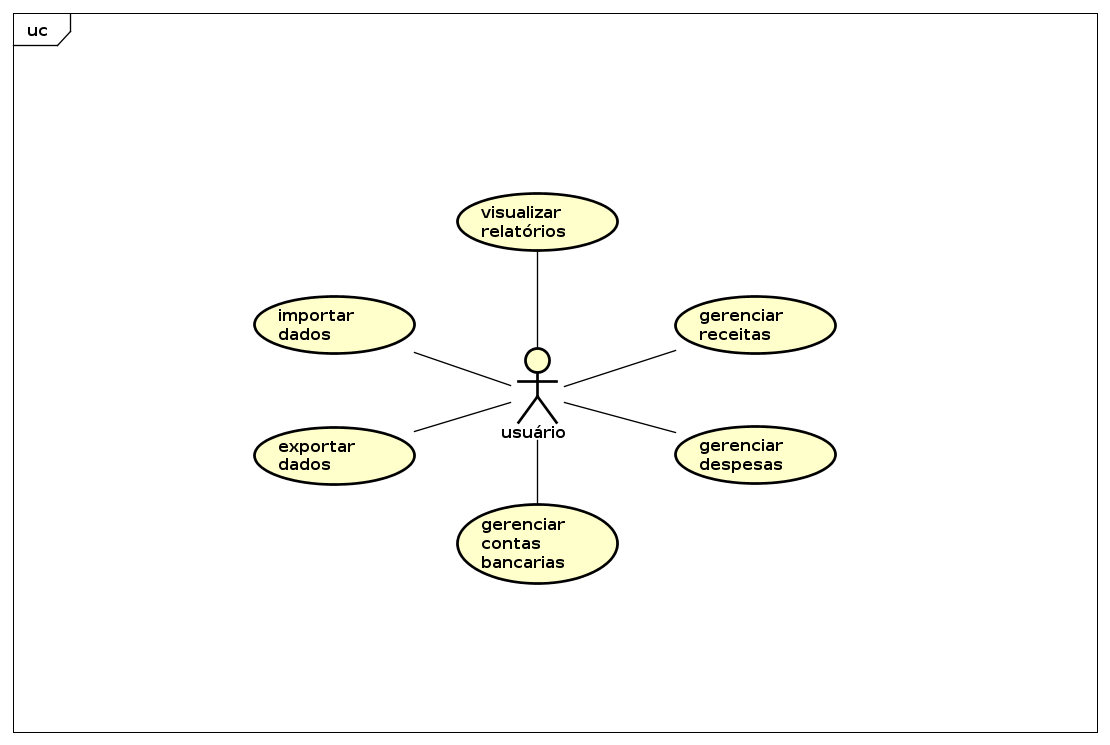 uc
visualizar
relatórios
importar
dados
gerenciar
receitas
usuário
exportar
dados
gerenciar
despesas
gerenciar
contas
bancarias